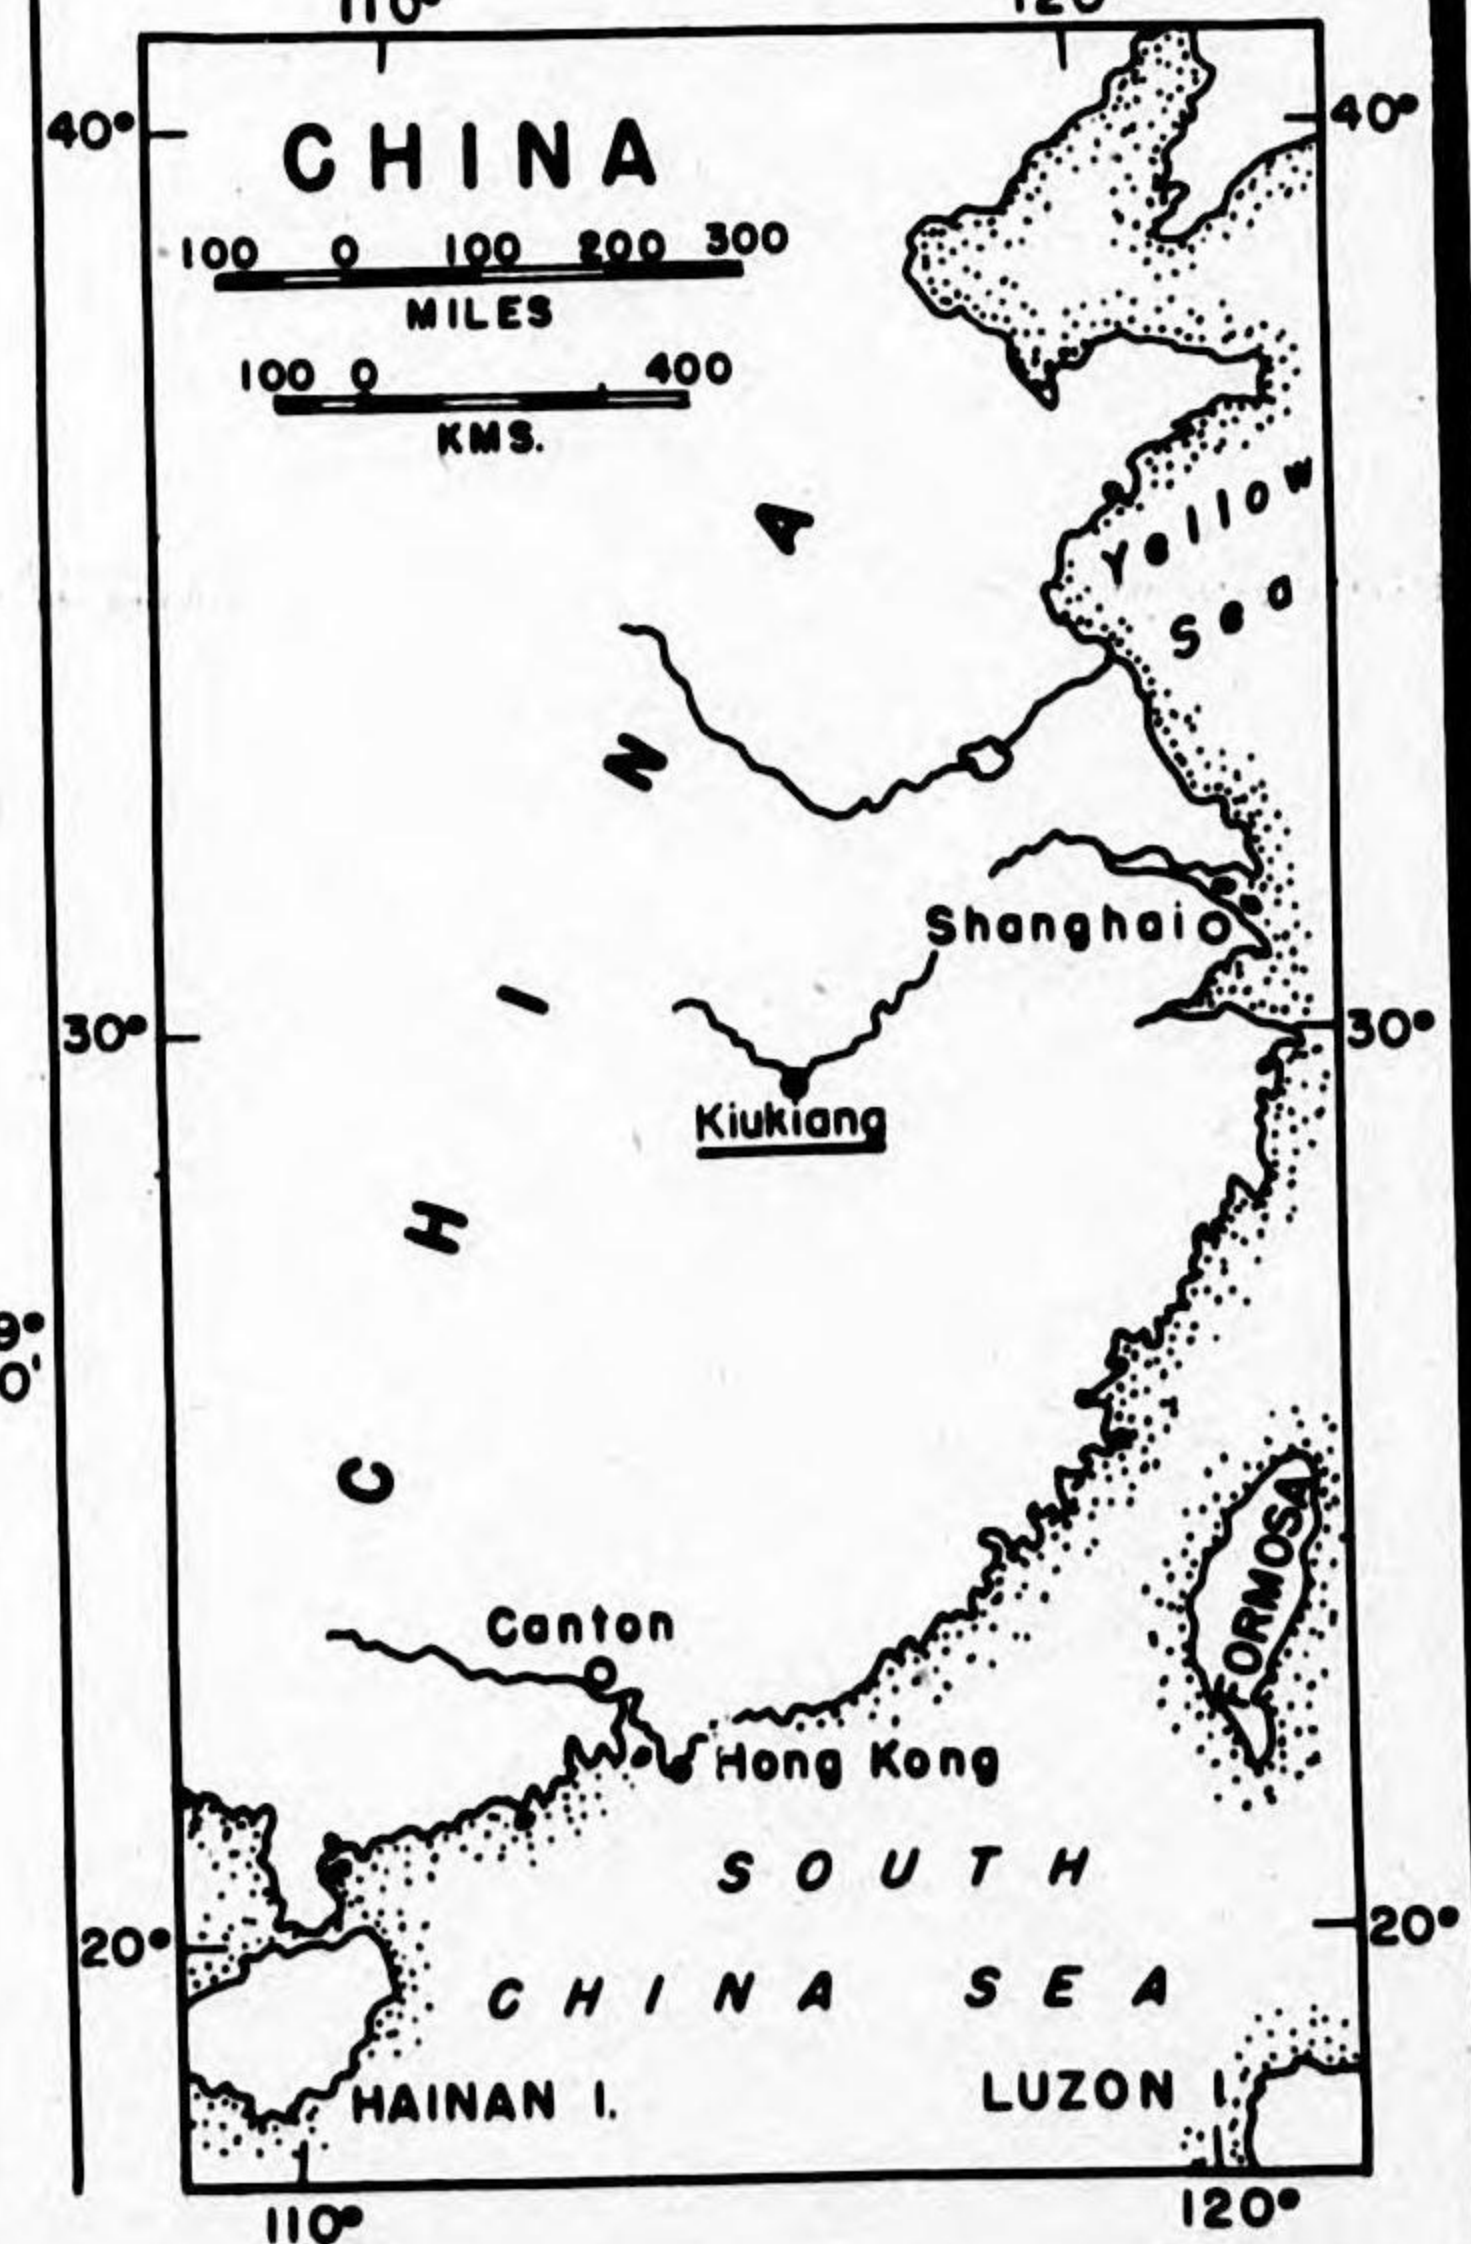 110° 120°
40° 40°
CHINA
100 0 100 200 300
MILES
100 0 400
KMS.
Yellow
Sea
CHINA
Shanghai
30° 30°
Kiukiang
FORMOSA
Canton
Hong Kong
SOUTH
20° 20°
CHINA SEA
HAINAN I.
LUZON I.
110° 120°